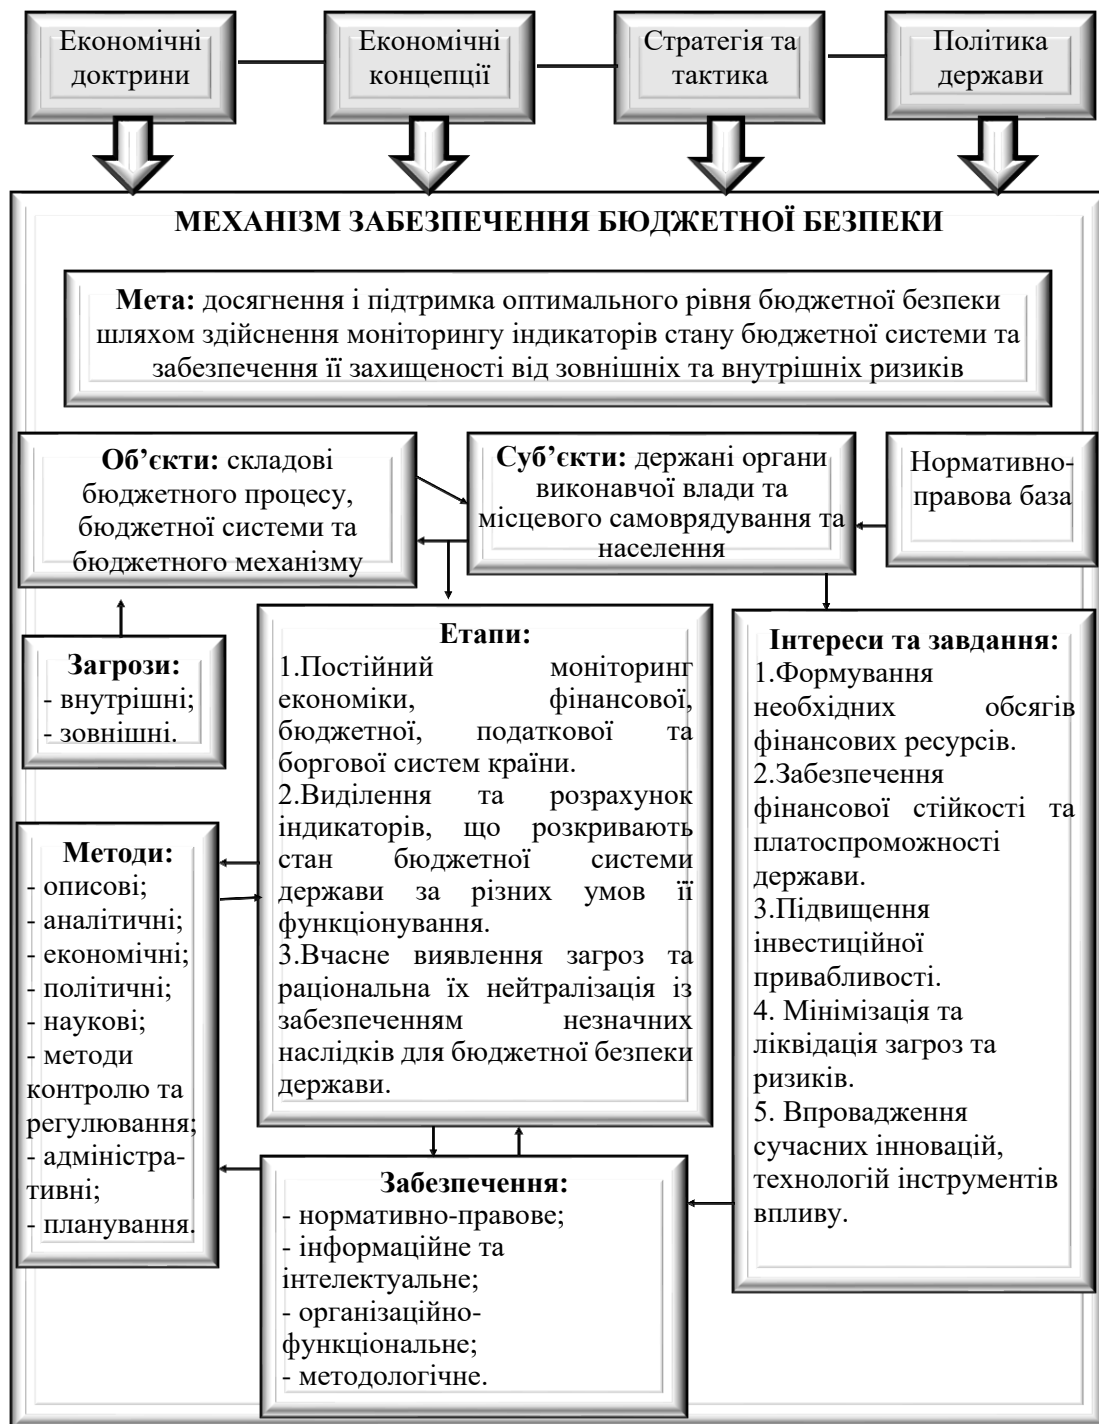 Економічні
доктрини
Економічні
концепції
Стратегія та
тактика
Політика
держави
МЕХАНІЗМ ЗАБЕЗПЕЧЕННЯ БЮДЖЕТНОЇ БЕЗПЕКИ
Мета: досягнення і підтримка оптимального рівня бюджетної безпеки
шляхом здійснення моніторингу індикаторів стану бюджетної системи та
забезпечення її захищеності від зовнішніх та внутрішніх ризиків
Об’єкти: складові
бюджетного процесу,
бюджетної системи та
бюджетного механізму
Суб’єкти: держані органи
виконавчої влади та
місцевого самоврядування та
населення
Нормативно-
правова база
Загрози:
- внутрішні;
- зовнішні.
Етапи:
1.Постійний моніторинг
економіки, фінансової,
бюджетної, податкової та
боргової систем країни.
2.Виділення та розрахунок
індикаторів, що розкривають
стан бюджетної системи
держави за різних умов її
функціонування.
3.Вчасне виявлення загроз та
раціональна їх нейтралізація із
забезпеченням незначних
наслідків для бюджетної безпеки
держави.
Інтереси та завдання:
1.Формування
необхідних обсягів
фінансових ресурсів.
2.Забезпечення
фінансової стійкості та
платоспроможності
держави.
3.Підвищення
інвестиційної
привабливості.
4. Мінімізація та
ліквідація загроз та
ризиків.
5. Впровадження
сучасних інновацій,
технологій інструментів
впливу.
Методи:
- описові;
- аналітичні;
- економічні;
- політичні;
- наукові;
- методи
контролю та
регулювання;
- адміністра-
тивні;
- планування.
Забезпечення:
- нормативно-правове;
- інформаційне та
інтелектуальне;
- організаційно-
функціональне;
- методологічне.